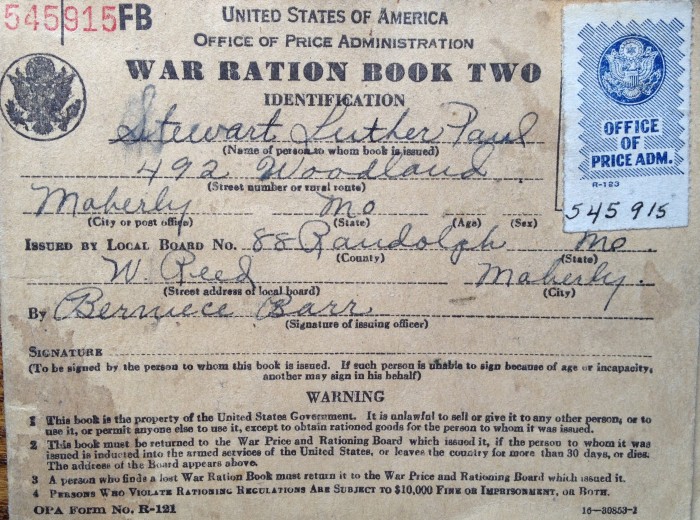 545915FB
UNITED STATES OF AMERICA
OFFICE OF PRICE ADMINISTRATION
WAR RATION BOOK TWO
IDENTIFICATION
OFFICE
OF
PRICE ADM.
R-123
545915
Stewart Luther Paul
(Name of person to whom book is issued)
492 Woodland
(Street number or rural route)
Moberly Mo
(City or post office) (State) (Age) (Sex)
ISSUED BY LOCAL BOARD NO. 88 Randolph Mo.
(County) (State)
W Reed Moberly.
(Street address of local board) (City)
By Berniece Barr
(Signature of issuing officer)
SIGNATURE
(To be signed by the person to whom this book is issued. If such person is unable to sign because of age or incapacity, another may sign in his behalf)
WARNING
1 This book is the property of the United States Government. It is unlawful to sell or give it to any other person, or to
use it, or permit anyone else to use it, except to obtain rationed goods for the person to whom it was issued.
2 This book must be returned to the War Price and Rationing Board which issued it, if the person to whom it was
issued is inducted into the armed services of the United States, or leaves the country for more than 30 days, or dies.
The address of the Board appears above.
3 A person who finds a lost War Ration Book must return it to the War Price and Rationing Board which issued it.
4 PERSONS WHO VIOLATE RATIONING REGULATIONS ARE SUBJECT TO $10,000 FINE OR IMPRISONMENT, OR BOTH.
OPA FORM NO. R-121 16—30853-2